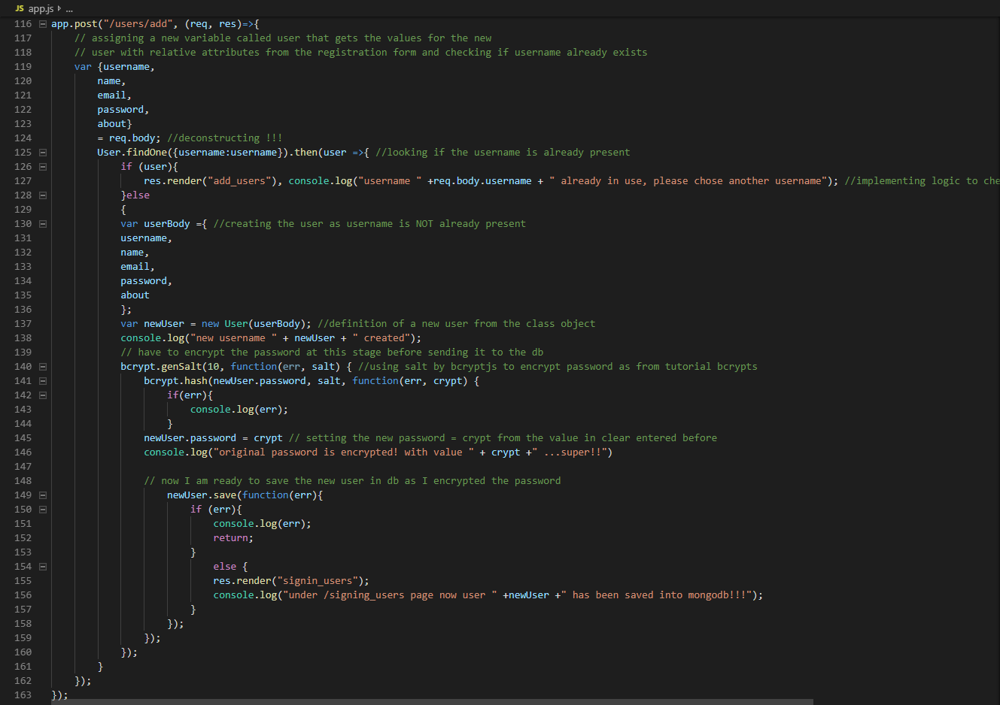 JS app.js ▸ ...
116 app.post("/users/add", (req, res)=>{
117 // assigning a new variable called user that gets the values for the new
118 // user with relative attributes from the registration form and checking if username already exists
119 var {username,
120 name,
121 email,
122 password,
123 about}
124 = req.body; //deconstructing !!!
125 User.findOne({username:username}).then(user =>{ //looking if the username is already present
126 if (user){
127 res.render("add_users"), console.log("username " +req.body.username + " already in use, please chose another username"); //implementing logic to che
128 }else
129 {
130 var userBody ={ //creating the user as username is NOT already present
131 username,
132 name,
133 email,
134 password,
135 about
136 };
137 var newUser = new User(userBody); //definition of a new user from the class object
138 console.log("new username " + newUser + " created");
139 // have to encrypt the password at this stage before sending it to the db
140 bcrypt.genSalt(10, function(err, salt) { //using salt by bcryptjs to encrypt password as from tutorial bcrypts
141 bcrypt.hash(newUser.password, salt, function(err, crypt) {
142 if(err){
143 console.log(err);
144 }
145 newUser.password = crypt // setting the new password = crypt from the value in clear entered before
146 console.log("original password is encrypted! with value " + crypt +" ...super!!")
147
148 // now I am ready to save the new user in db as I encrypted the password
149 newUser.save(function(err){
150 if (err){
151 console.log(err);
152 return;
153 }
154 else {
155 res.render("signin_users");
156 console.log("under /signing_users page now user " +newUser +" has been saved into mongodb!!!");
157 }
158 });
159 });
160 });
161 }
162 });
163 });